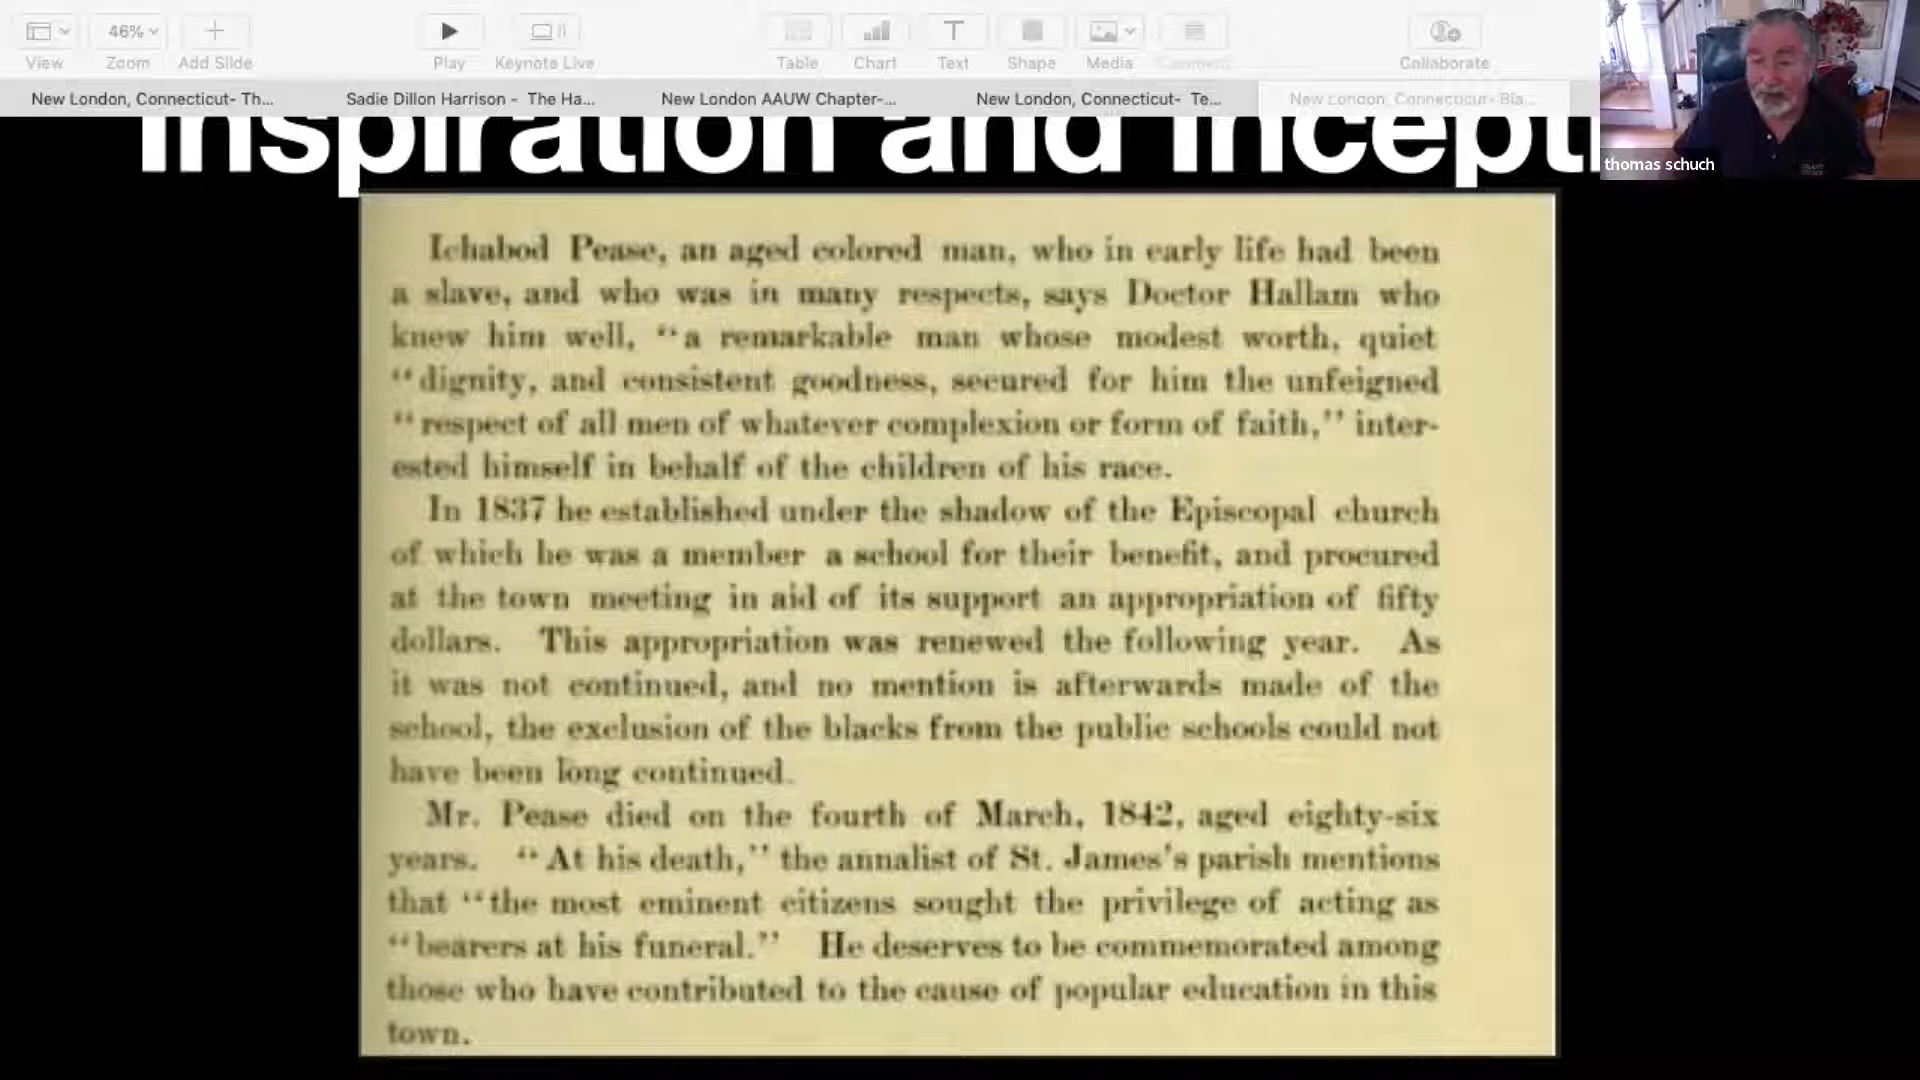 46%
View
Zoom
Add Slide
Play
Keynote Live
Table
Chart
Text
Shape
Media
Comment
Collaborate
New London, Connecticut- Th...
Sadie Dillon Harrison - The Ha...
New London AAUW Chapter-...
New London, Connecticut- Te...
New London, Connecticut- Bla...
Inspiration and Incepti
thomas schuch
Ichabod Pease, an aged colored man, who in early life had been
a slave, and who was in many respects, says Doctor Hallam who
knew him well, "a remarkable man whose modest worth, quiet
"dignity, and consistent goodness, secured for him the unfeigned
"respect of all men of whatever complexion or form of faith," inter-
ested himself in behalf of the children of his race.
In 1837 he established under the shadow of the Episcopal church
of which he was a member a school for their benefit, and procured
at the town meeting in aid of its support an appropriation of fifty
dollars. This appropriation was renewed the following year. As
it was not continued, and no mention is afterwards made of the
school, the exclusion of the blacks from the public schools could not
have been long continued.
Mr. Pease died on the fourth of March, 1842, aged eighty-six
years. "At his death," the annalist of St. James's parish mentions
that "the most eminent citizens sought the privilege of acting as
"bearers at his funeral." He deserves to be commemorated among
those who have contributed to the cause of popular education in this
town.